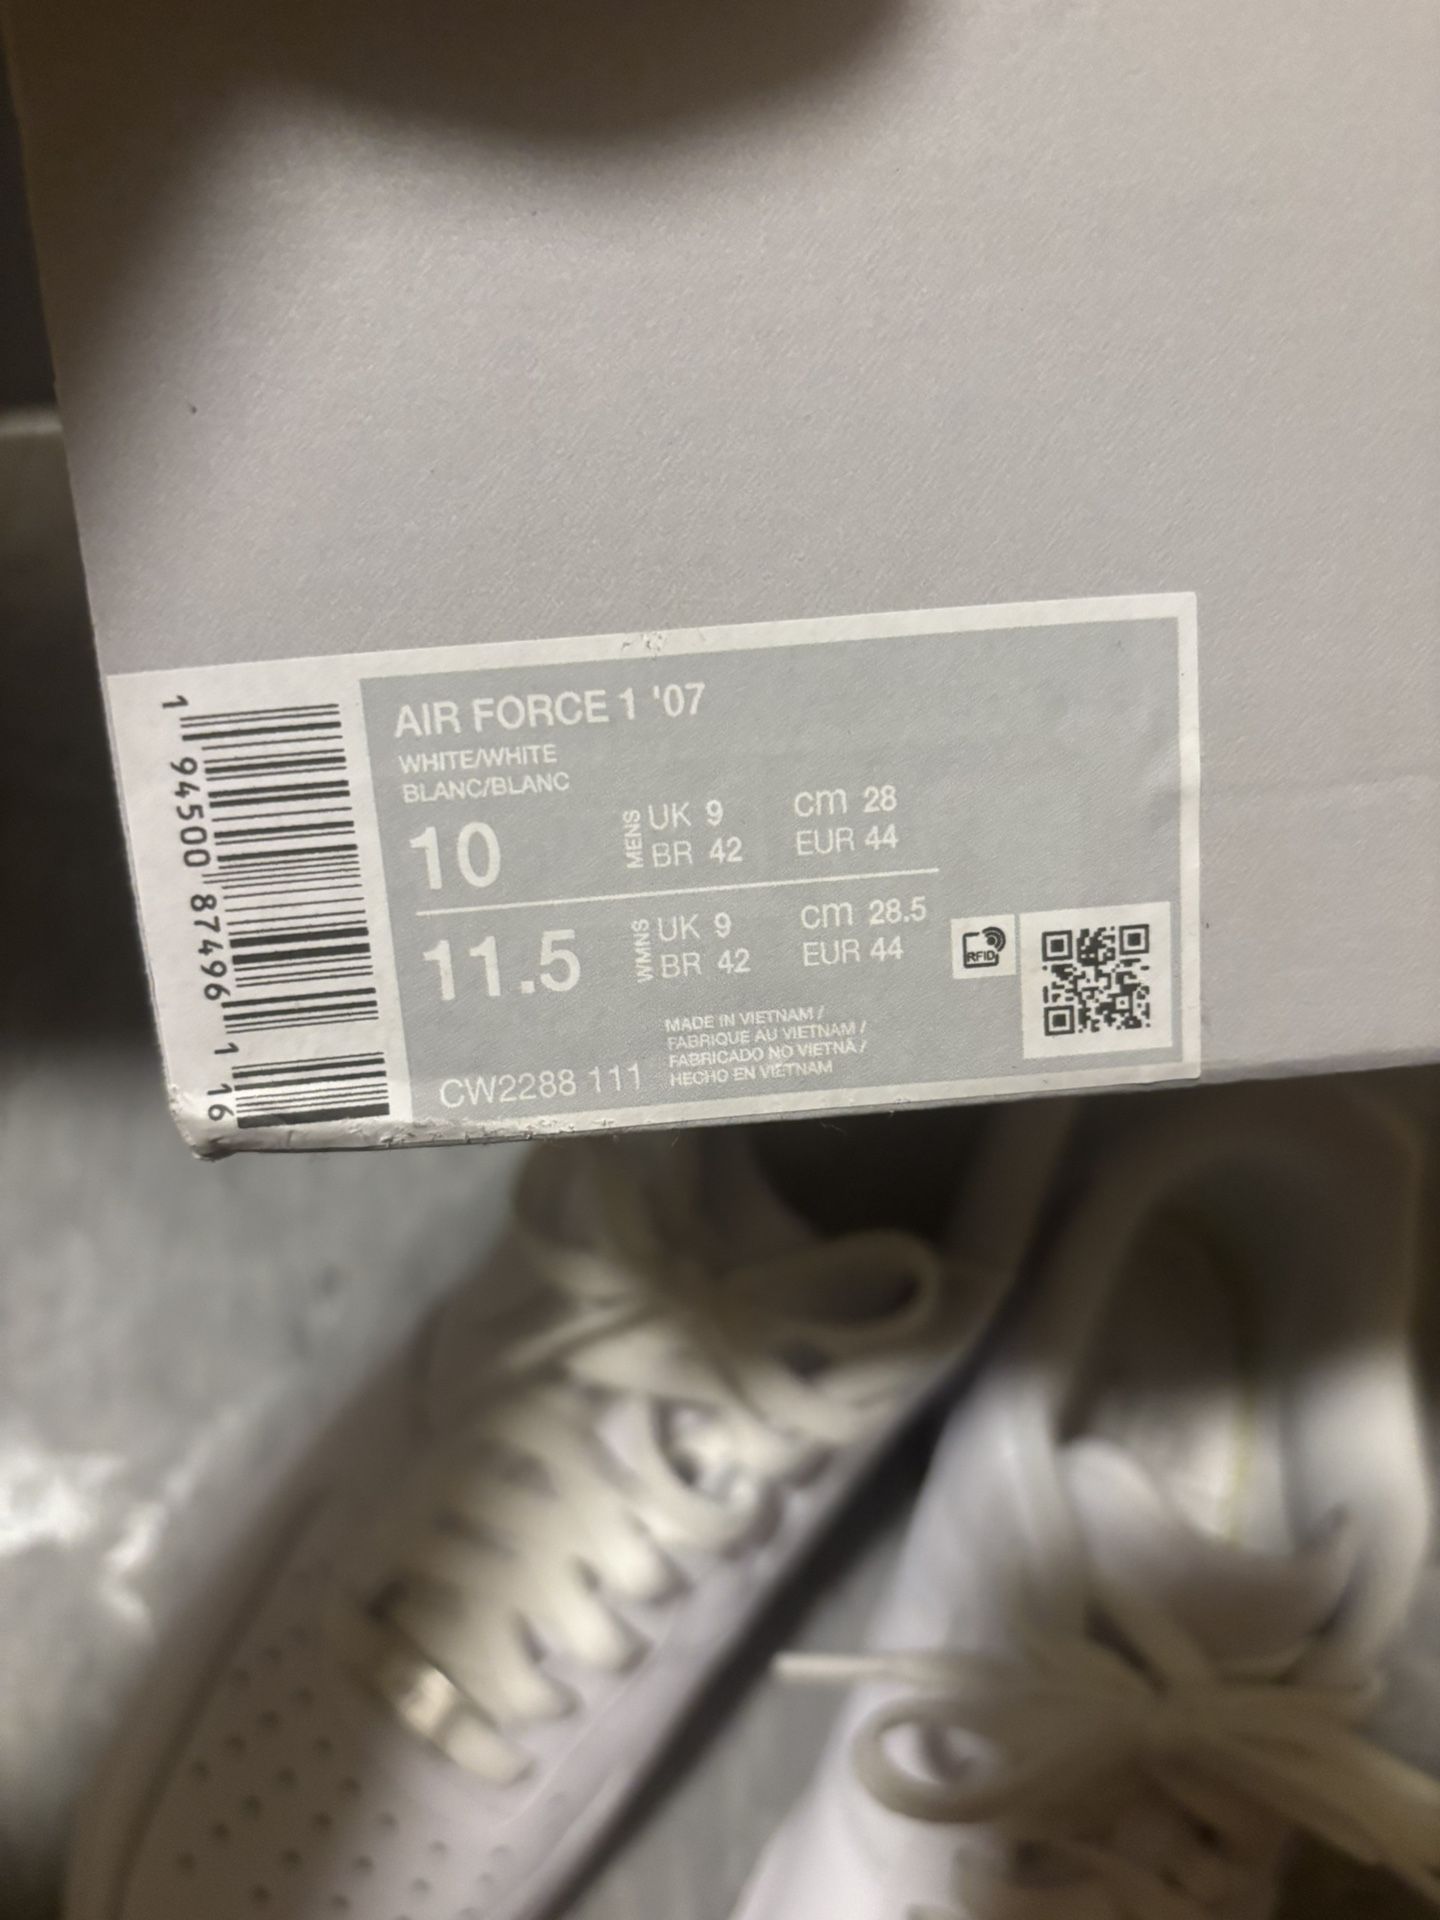 AIR FORCE 1 '07
WHITE/WHITE
BLANC/BLANC
10
MENS
UK 9
cm 28
BR 42
EUR 44
11.5
WMNS
UK 9
cm 28.5
BR 42
EUR 44
RFID
MADE IN VIETNAM /
FABRIQUE AU VIETNAM /
FABRICADO NO VIETNÃ /
HECHO EN VIETNAM
CW2288 111
1 94500 87496 1 16